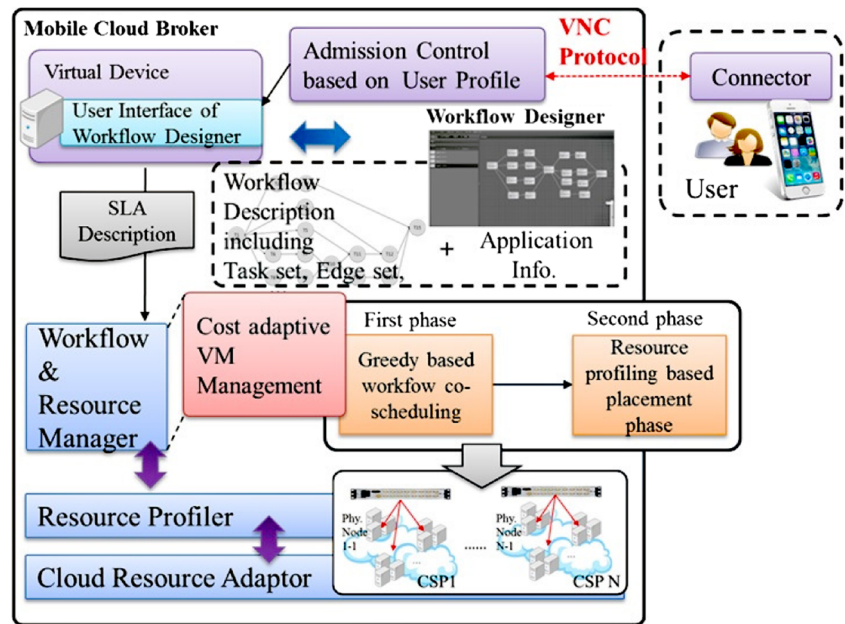 Mobile Cloud Broker
Virtual Device
User Interface of
Workflow Designer
Admission Control
based on User Profile
VNC
Protocol
Connector
User
Workflow Designer
Workflow
Description
including
Task set, Edge set,
+
Application
Info.
SLA
Description
Workflow
&
Resource
Manager
Cost adaptive
VM
Management
First phase
Greedy based
workfow co-
scheduling
Second phase
Resource
profiling based
placement
phase
Resource Profiler
Cloud Resource Adaptor
Phy.
Node
1-1
...
CSP1
......
Phy.
Node
N-1
...
CSP N